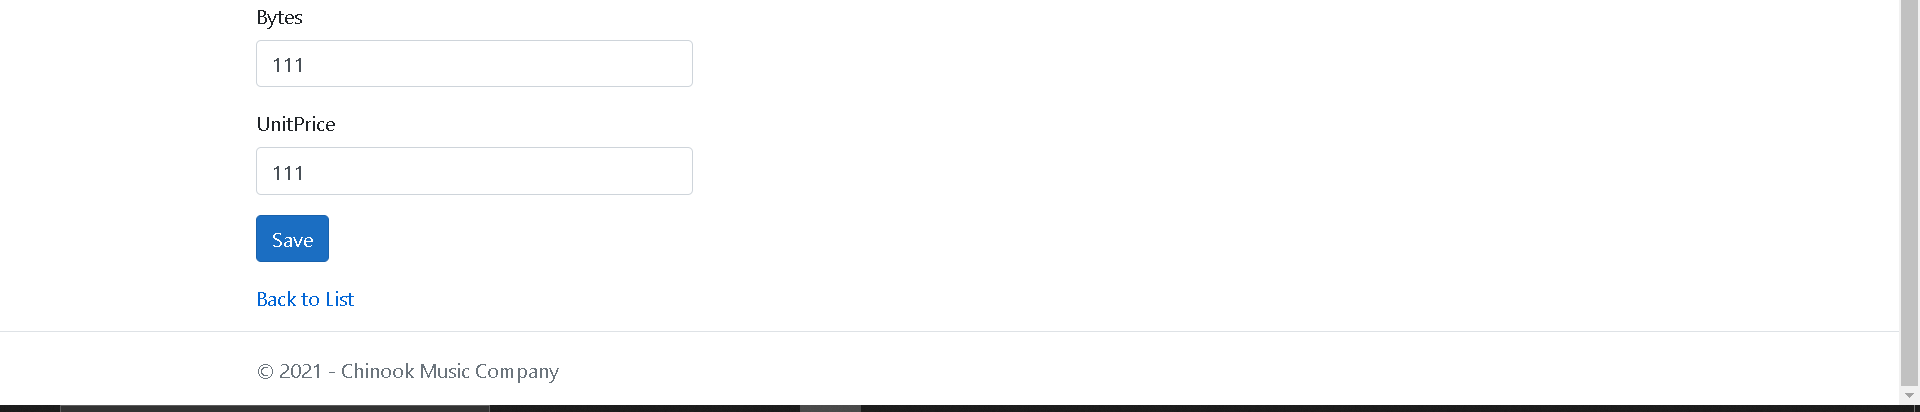 Bytes
111
UnitPrice
111
Save
Back to List
© 2021 - Chinook Music Company